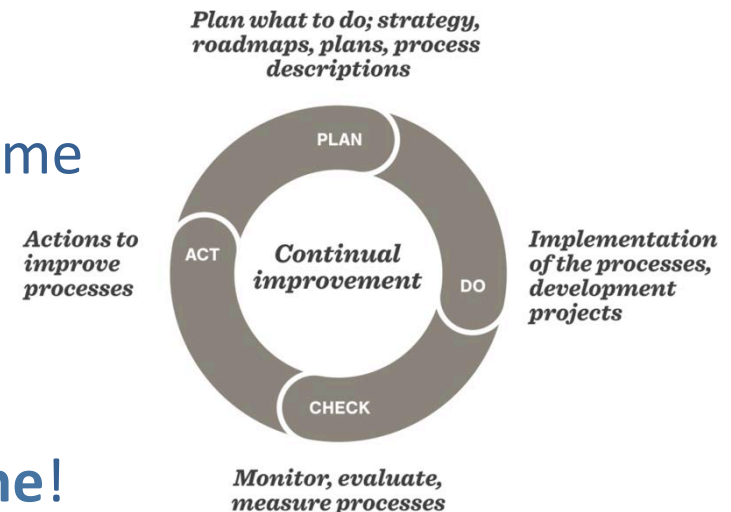 Plan what to do; strategy,
roadmaps, plans, process
descriptions
PLAN
me
Actions to
improve
processes
ACT
Continual
improvement
DO
Implementation
of the processes,
development
projects
CHECK
ne!
Monitor, evaluate,
measure processes